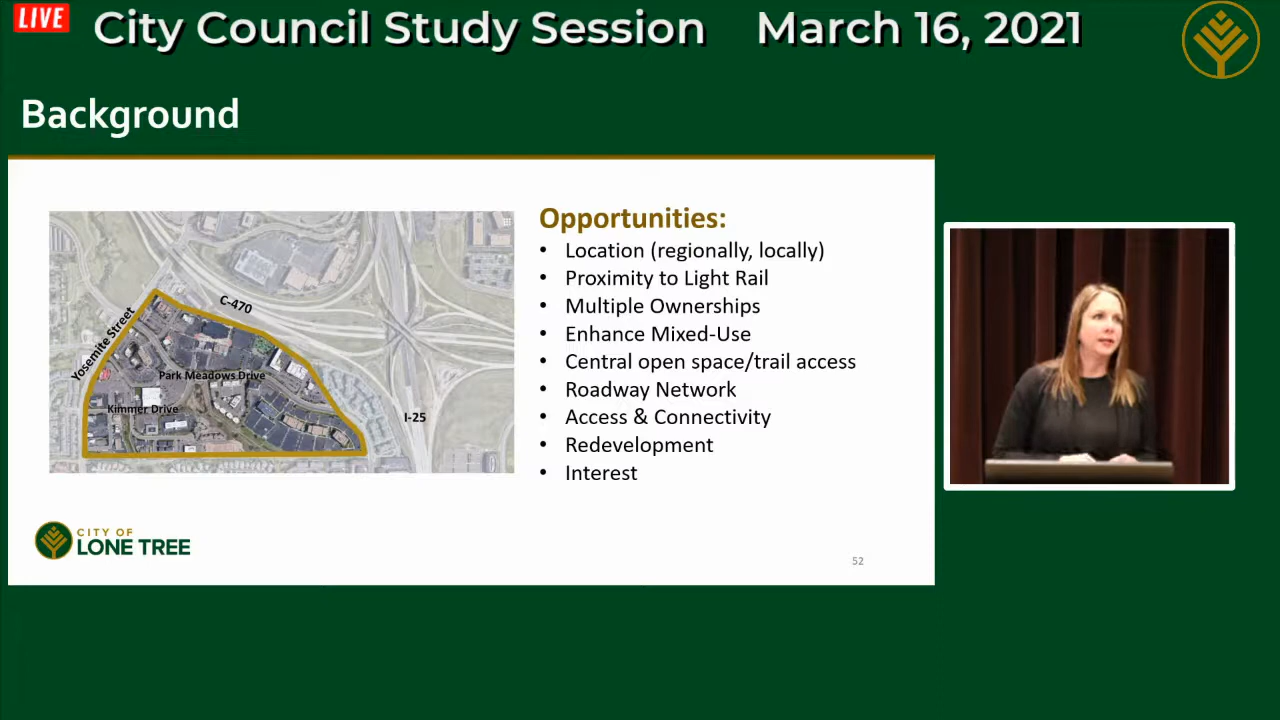 LIVE
City Council Study Session March 16, 2021
Background
Opportunities:
• Location (regionally, locally)
• Proximity to Light Rail
• Multiple Ownerships
• Enhance Mixed-Use
• Central open space/trail access
• Roadway Network
• Access & Connectivity
• Redevelopment
• Interest
C-470
Yosemite Street
Park Meadows Drive
Kimmer Drive
I-25
CITY OF
LONE TREE
52